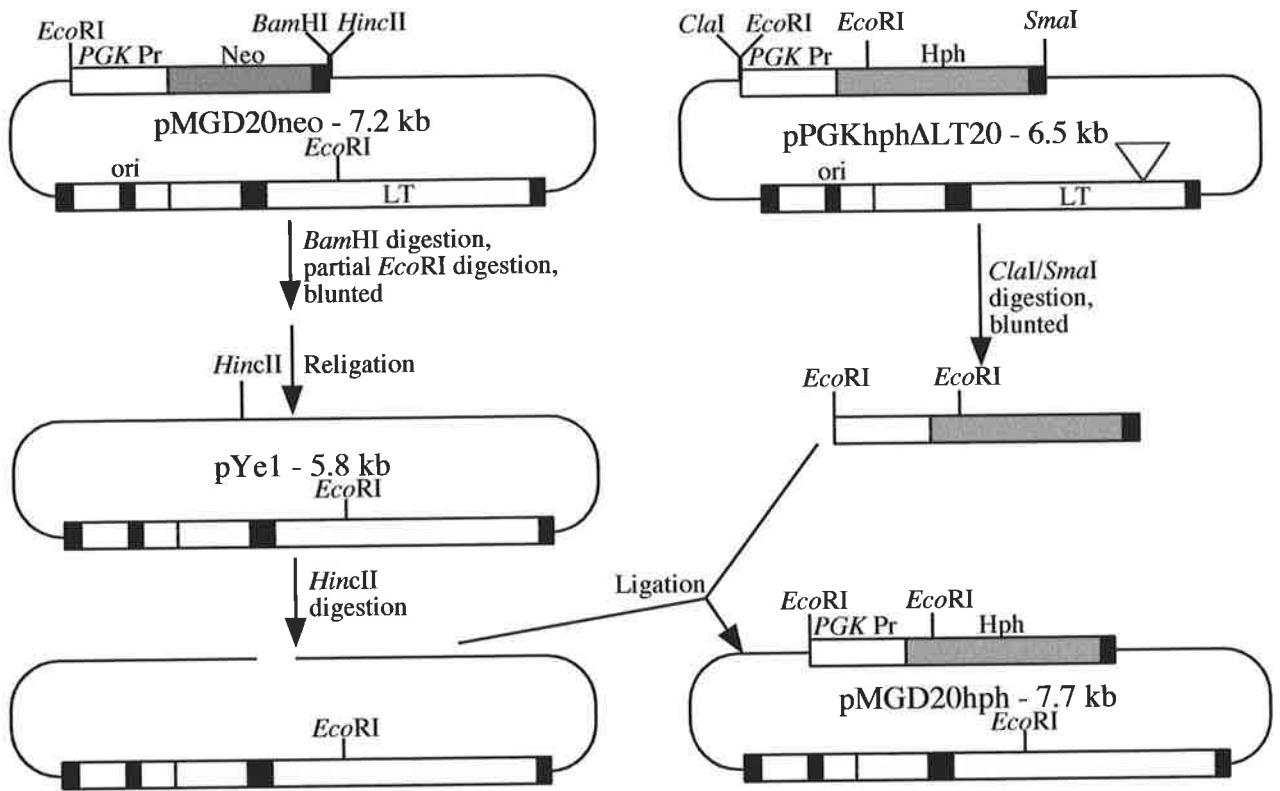 BamHI HincII
EcoRI
PGK Pr
Neo
pMGD20neo - 7.2 kb
EcoRI
ori
LT
BamHI digestion,
partial EcoRI digestion,
blunted
HincII
Religation
pYe1 - 5.8 kb
EcoRI
HincII
digestion
EcoRI
ClaI
EcoRI
EcoRI
SmaI
PGK Pr
Hph
pPGKhphΔLT20 - 6.5 kb
ori
LT
ClaI/SmaI
digestion,
blunted
EcoRI
EcoRI
Ligation
EcoRI
EcoRI
PGK Pr
Hph
pMGD20hph - 7.7 kb
EcoRI